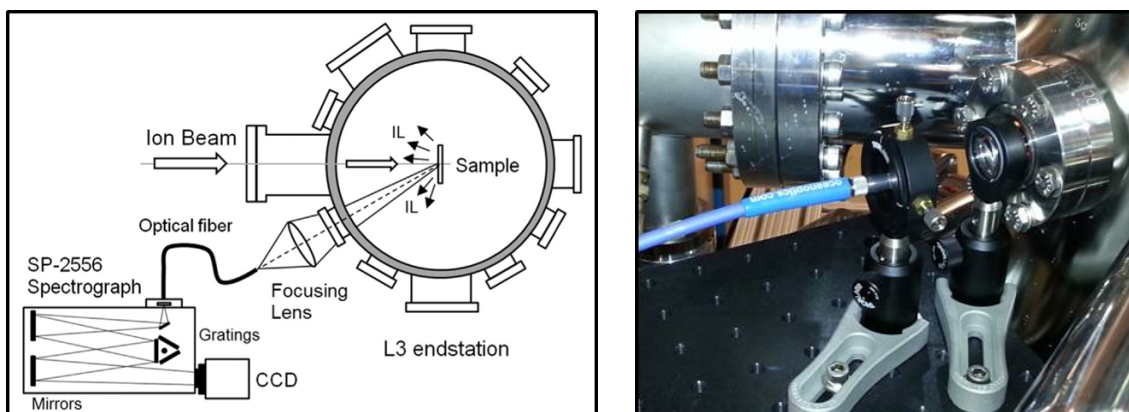 Ion Beam
IL
Sample
IL
Optical fiber
SP-2556
Spectrograph
Focusing
Lens
Gratings
L3 endstation
CCD
Mirrors
oceanoptics.com